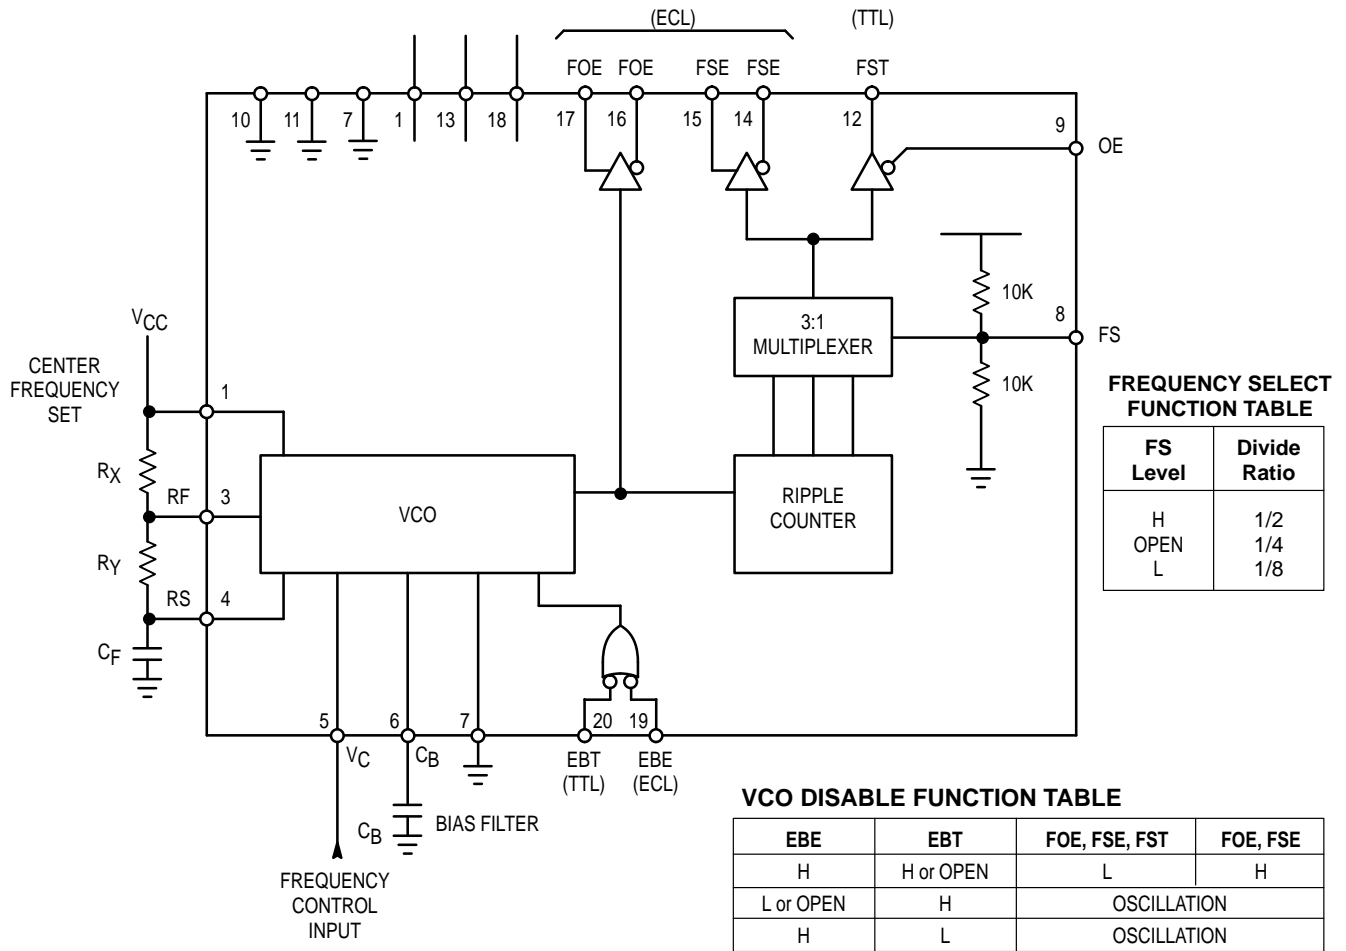 (ECL)
(TTL)
FOE FOE FSE FSE FST
10 11 7 1 13 18 17 16 15 14 12
9
OE
10K
8
FS
10K
3:1
MULTIPLEXER
RIPPLE
COUNTER
VCC
CENTER
FREQUENCY
SET
1
RX
RF 3
RY
RS 4
CF
VCO
5 6 7 20 19
VC CB
EBT
(TTL)
EBE
(ECL)
CB BIAS FILTER
FREQUENCY
CONTROL
INPUT
FREQUENCY SELECT
FUNCTION TABLE
FS
Level
Divide
Ratio
H 1/2
OPEN 1/4
L 1/8
VCO DISABLE FUNCTION TABLE
EBE EBT FOE, FSE, FST FOE, FSE
H H or OPEN L H
L or OPEN H OSCILLATION
H L OSCILLATION